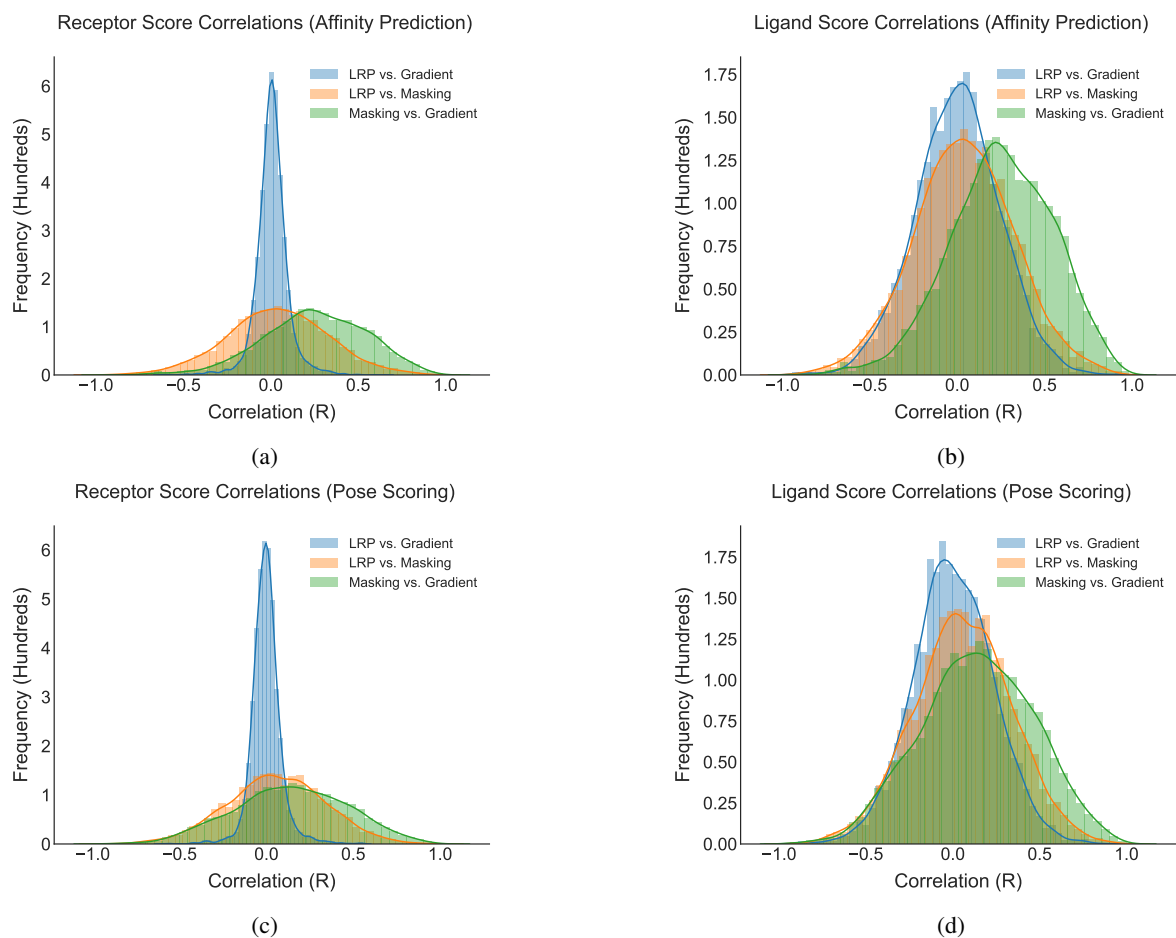 Receptor Score Correlations (Affinity Prediction)
Frequency (Hundreds)
6
5
4
3
2
1
0
LRP vs. Gradient
LRP vs. Masking
Masking vs. Gradient
−1.0 −0.5 0.0 0.5 1.0
Correlation (R)
(a)
Ligand Score Correlations (Affinity Prediction)
Frequency (Hundreds)
1.75
1.50
1.25
1.00
0.75
0.50
0.25
0.00
LRP vs. Gradient
LRP vs. Masking
Masking vs. Gradient
−1.0 −0.5 0.0 0.5 1.0
Correlation (R)
(b)
Receptor Score Correlations (Pose Scoring)
Frequency (Hundreds)
6
5
4
3
2
1
0
LRP vs. Gradient
LRP vs. Masking
Masking vs. Gradient
−1.0 −0.5 0.0 0.5 1.0
Correlation (R)
(c)
Ligand Score Correlations (Pose Scoring)
Frequency (Hundreds)
1.75
1.50
1.25
1.00
0.75
0.50
0.25
0.00
LRP vs. Gradient
LRP vs. Masking
Masking vs. Gradient
−1.0 −0.5 0.0 0.5 1.0
Correlation (R)
(d)